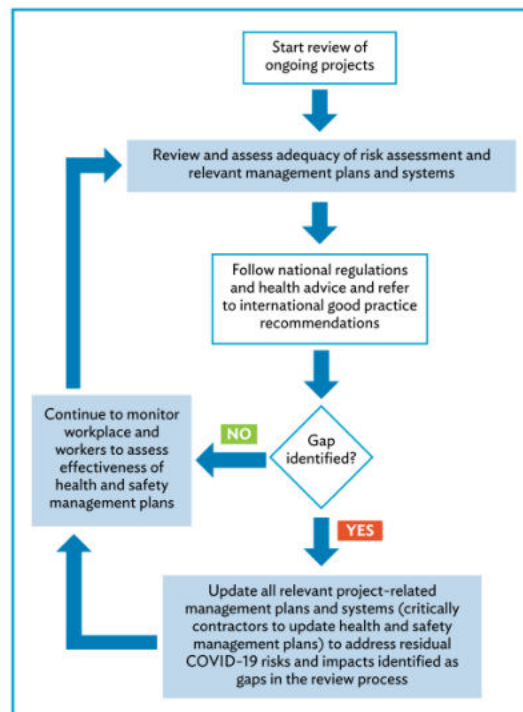 Start review of
ongoing projects
Review and assess adequacy of risk assessment and
relevant management plans and systems
Follow national regulations
and health advice and refer
to international good practice
recommendations
Continue to monitor
workplace and
workers to assess
effectiveness of
health and safety
management plans
NO
Gap
identified?
YES
Update all relevant project-related
management plans and systems (critically
contractors to update health and safety
management plans) to address residual
COVID-19 risks and impacts identified as
gaps in the review process